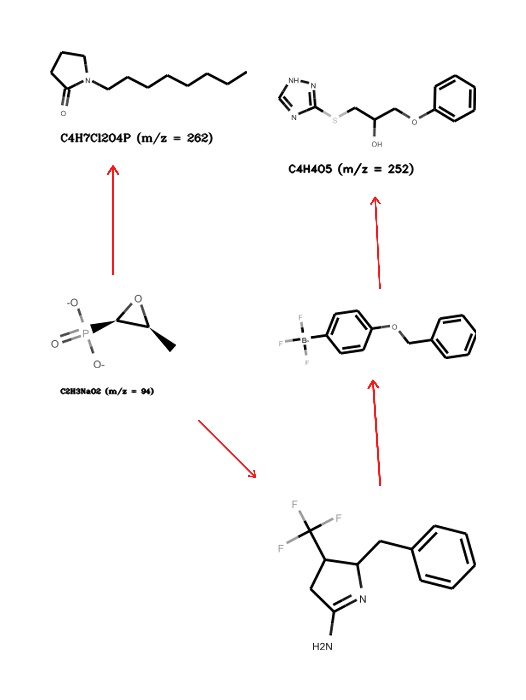 N
O
C4H7Cl2O4P (m/z = 262)
NH
N
N
S
O
OH
C4H4O5 (m/z = 252)
-O
O
P
O
O-
C2H3NaO2 (m/z = 94)
F
F
B-
F
O
F
F
F
N
H2N